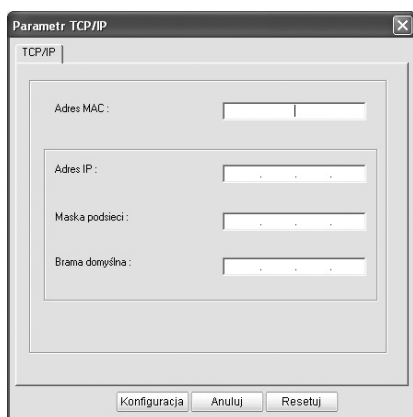 Parametr TCP/IP
TCP/IP
Adres MAC :
Adres IP :
. . .
Maska podsieci :
. . .
Brama domyślna :
. . .
Konfiguracja Anuluj Resetuj